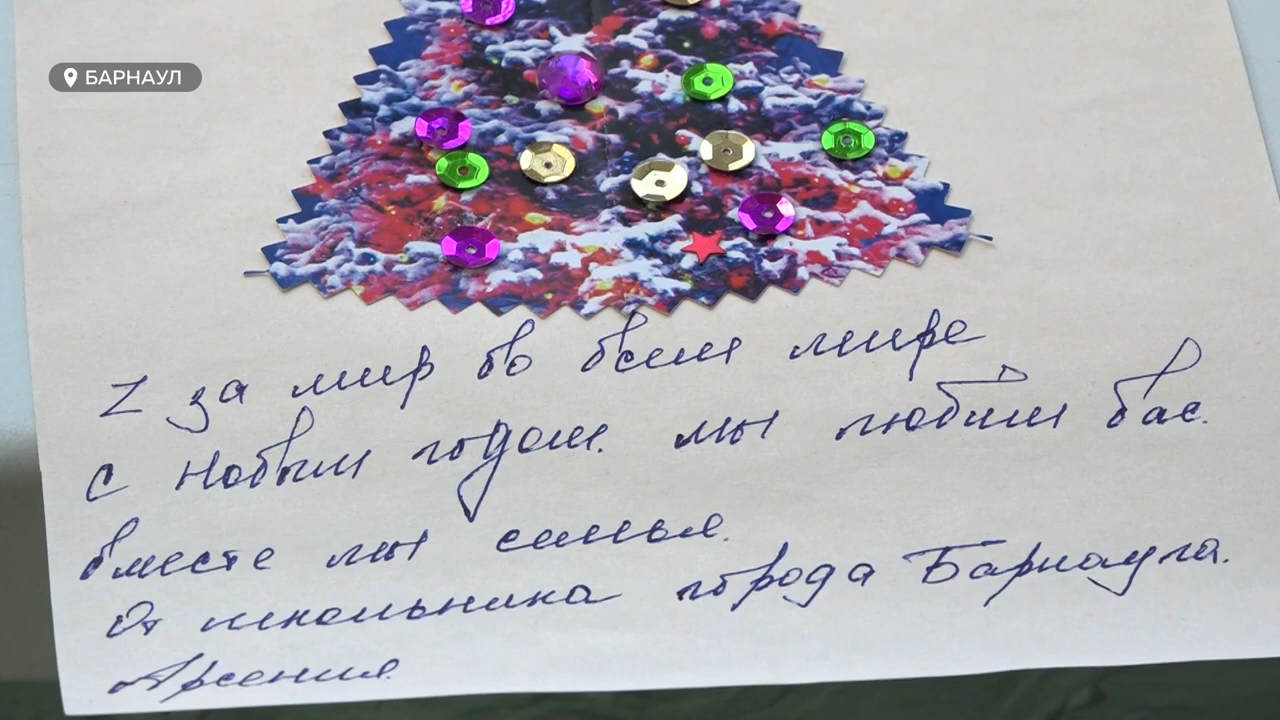 БАРНАУЛ
Z за мир во всем мире
с новым годом. мы любим вас.
вместе мы семья.
От школьника города Барнаула.
Арсения.